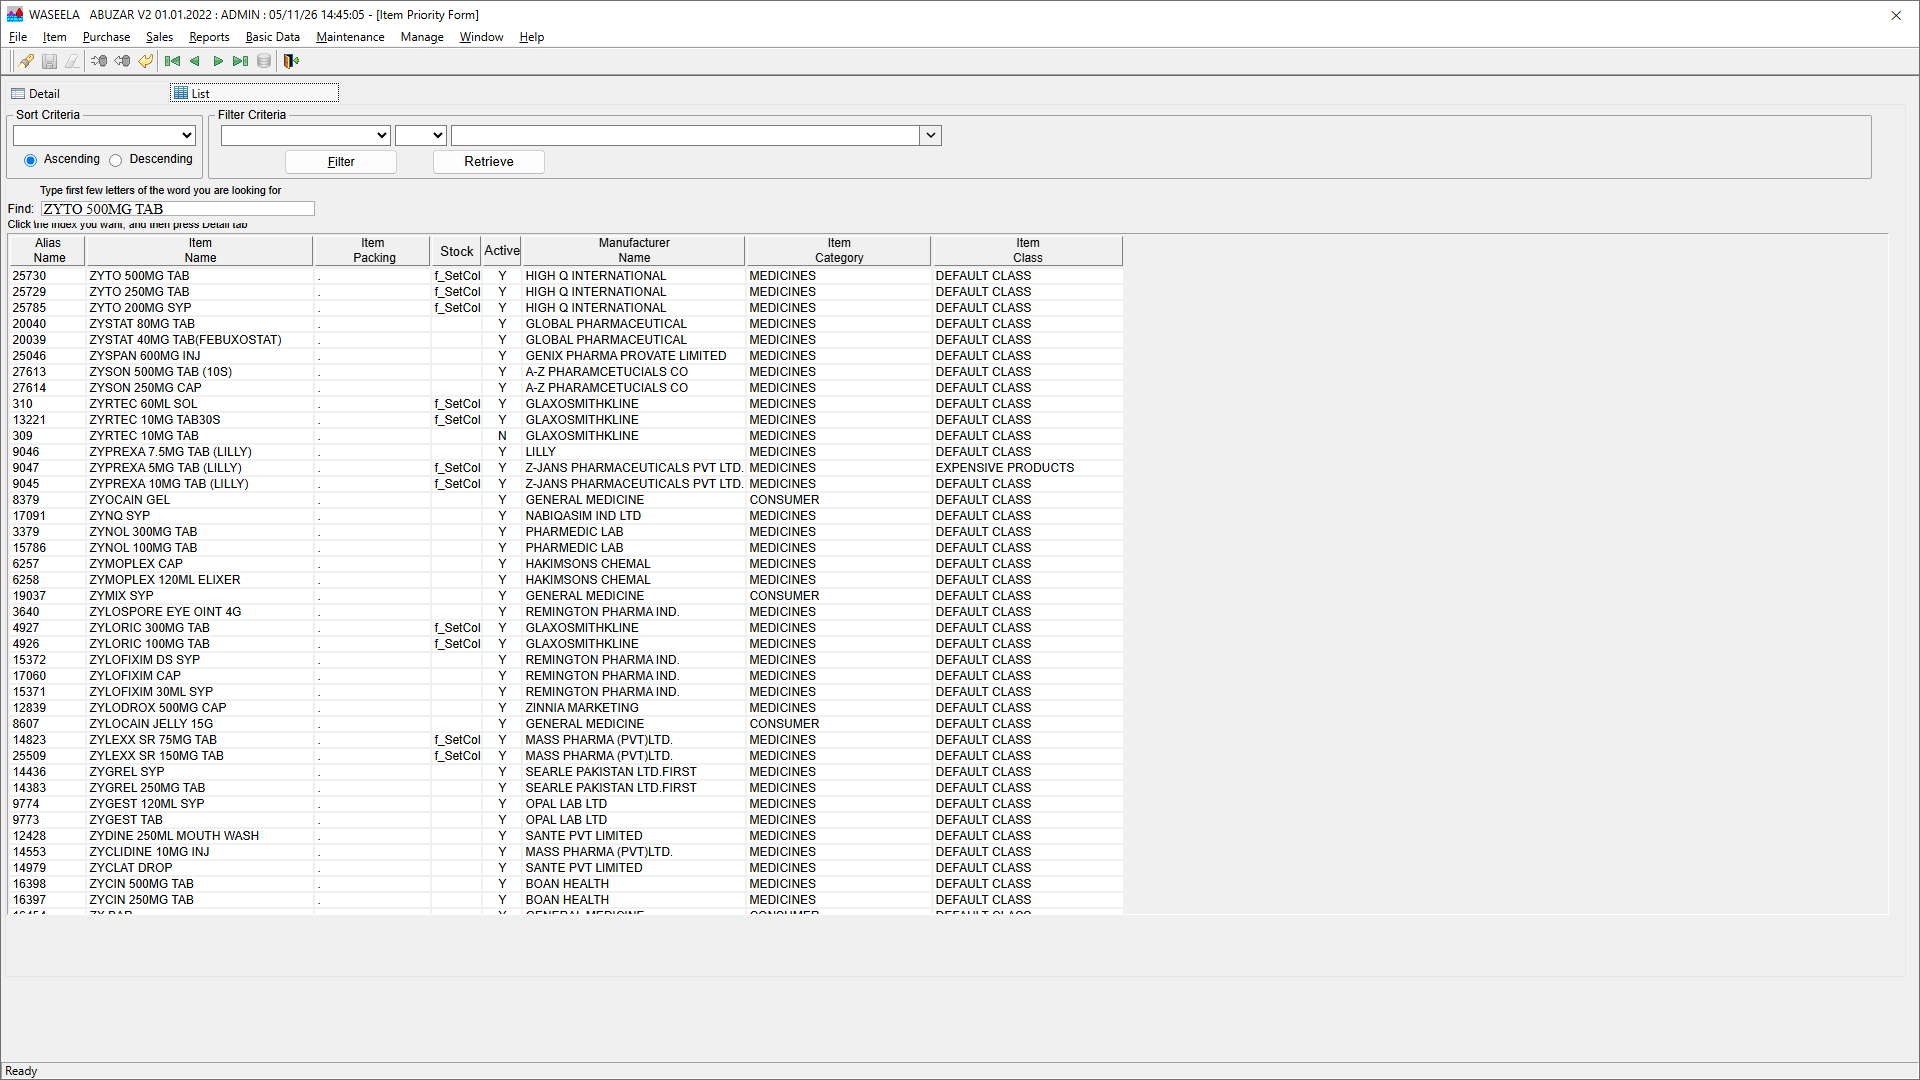 WASEELA ABUZAR V2 01.01.2022 : ADMIN : 05/11/26 14:45:05 - [Item Priority Form]
File Item Purchase Sales Reports Basic Data Maintenance Manage Window Help
Detail List
Sort Criteria Filter Criteria
Ascending Descending
Filter Retrieve
Type first few letters of the word you are looking for
Find: ZYTO 500MG TAB
Click the index you want, and then press Detail tab
Alias Name Item Name Item Packing Stock Active Manufacturer Name Item Category Item Class
25730 ZYTO 500MG TAB . f_SetCol Y HIGH Q INTERNATIONAL MEDICINES DEFAULT CLASS
25729 ZYTO 250MG TAB . f_SetCol Y HIGH Q INTERNATIONAL MEDICINES DEFAULT CLASS
25785 ZYTO 200MG SYP . f_SetCol Y HIGH Q INTERNATIONAL MEDICINES DEFAULT CLASS
20040 ZYSTAT 80MG TAB . Y GLOBAL PHARMACEUTICAL MEDICINES DEFAULT CLASS
20039 ZYSTAT 40MG TAB(FEBUXOSTAT) . Y GLOBAL PHARMACEUTICAL MEDICINES DEFAULT CLASS
25046 ZYSPAN 600MG INJ . Y GENIX PHARMA PROVATE LIMITED MEDICINES DEFAULT CLASS
27613 ZYSON 500MG TAB (10S) . Y A-Z PHARAMCETUCIALS CO MEDICINES DEFAULT CLASS
27614 ZYSON 250MG CAP . Y A-Z PHARAMCETUCIALS CO MEDICINES DEFAULT CLASS
310 ZYRTEC 60ML SOL . f_SetCol Y GLAXOSMITHKLINE MEDICINES DEFAULT CLASS
13221 ZYRTEC 10MG TAB30S . f_SetCol Y GLAXOSMITHKLINE MEDICINES DEFAULT CLASS
309 ZYRTEC 10MG TAB . N GLAXOSMITHKLINE MEDICINES DEFAULT CLASS
9046 ZYPREXA 7.5MG TAB (LILLY) . Y LILLY MEDICINES DEFAULT CLASS
9047 ZYPREXA 5MG TAB (LILLY) . f_SetCol Y Z-JANS PHARMACEUTICALS PVT LTD. MEDICINES EXPENSIVE PRODUCTS
9045 ZYPREXA 10MG TAB (LILLY) . f_SetCol Y Z-JANS PHARMACEUTICALS PVT LTD. MEDICINES DEFAULT CLASS
8379 ZYOCAIN GEL . Y GENERAL MEDICINE CONSUMER DEFAULT CLASS
17091 ZYNQ SYP . Y NABIQASIM IND LTD MEDICINES DEFAULT CLASS
3379 ZYNOL 300MG TAB . Y PHARMEDIC LAB MEDICINES DEFAULT CLASS
15786 ZYNOL 100MG TAB . Y PHARMEDIC LAB MEDICINES DEFAULT CLASS
6257 ZYMOPLEX CAP . Y HAKIMSONS CHEMAL MEDICINES DEFAULT CLASS
6258 ZYMOPLEX 120ML ELIXER . Y HAKIMSONS CHEMAL MEDICINES DEFAULT CLASS
19037 ZYMIX SYP . Y GENERAL MEDICINE CONSUMER DEFAULT CLASS
3640 ZYLOSPORE EYE OINT 4G . Y REMINGTON PHARMA IND. MEDICINES DEFAULT CLASS
4927 ZYLORIC 300MG TAB . f_SetCol Y GLAXOSMITHKLINE MEDICINES DEFAULT CLASS
4926 ZYLORIC 100MG TAB . f_SetCol Y GLAXOSMITHKLINE MEDICINES DEFAULT CLASS
15372 ZYLOFIXIM DS SYP . Y REMINGTON PHARMA IND. MEDICINES DEFAULT CLASS
17060 ZYLOFIXIM CAP . Y REMINGTON PHARMA IND. MEDICINES DEFAULT CLASS
15371 ZYLOFIXIM 30ML SYP . Y REMINGTON PHARMA IND. MEDICINES DEFAULT CLASS
12839 ZYLODROX 500MG CAP . Y ZINNIA MARKETING MEDICINES DEFAULT CLASS
8607 ZYLOCAIN JELLY 15G . Y GENERAL MEDICINE CONSUMER DEFAULT CLASS
14823 ZYLEXX SR 75MG TAB . f_SetCol Y MASS PHARMA (PVT)LTD. MEDICINES DEFAULT CLASS
25509 ZYLEXX SR 150MG TAB . f_SetCol Y MASS PHARMA (PVT)LTD. MEDICINES DEFAULT CLASS
14436 ZYGREL SYP . Y SEARLE PAKISTAN LTD.FIRST MEDICINES DEFAULT CLASS
14383 ZYGREL 250MG TAB . Y SEARLE PAKISTAN LTD.FIRST MEDICINES DEFAULT CLASS
9774 ZYGEST 120ML SYP . Y OPAL LAB LTD MEDICINES DEFAULT CLASS
9773 ZYGEST TAB . Y OPAL LAB LTD MEDICINES DEFAULT CLASS
12428 ZYDINE 250ML MOUTH WASH . Y SANTE PVT LIMITED MEDICINES DEFAULT CLASS
14553 ZYCLIDINE 10MG INJ . Y MASS PHARMA (PVT)LTD. MEDICINES DEFAULT CLASS
14979 ZYCLAT DROP . Y SANTE PVT LIMITED MEDICINES DEFAULT CLASS
16398 ZYCIN 500MG TAB . Y BOAN HEALTH MEDICINES DEFAULT CLASS
16397 ZYCIN 250MG TAB . Y BOAN HEALTH MEDICINES DEFAULT CLASS
Y GENERAL MEDICINE CONSUMER DEFAULT CLASS
Ready